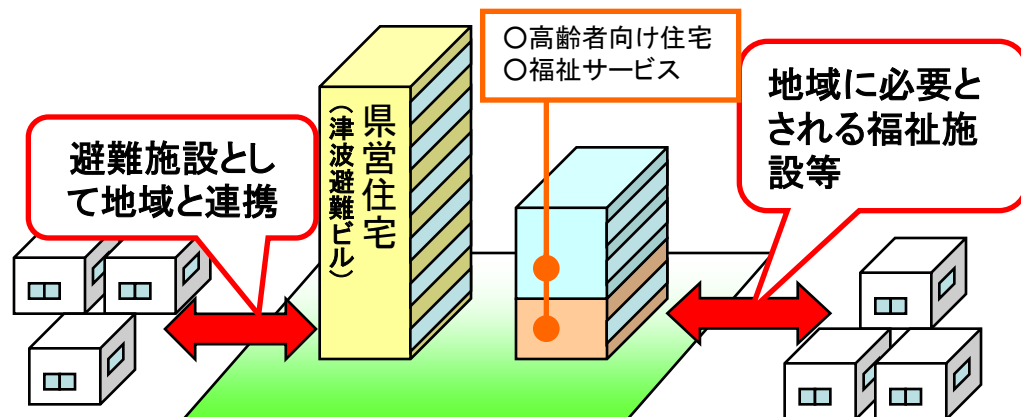 避難施設とし
て地域と連携
県営住宅
(津波避難ビル)
○高齢者向け住宅
○福祉サービス
地域に必要と
される福祉施
設等